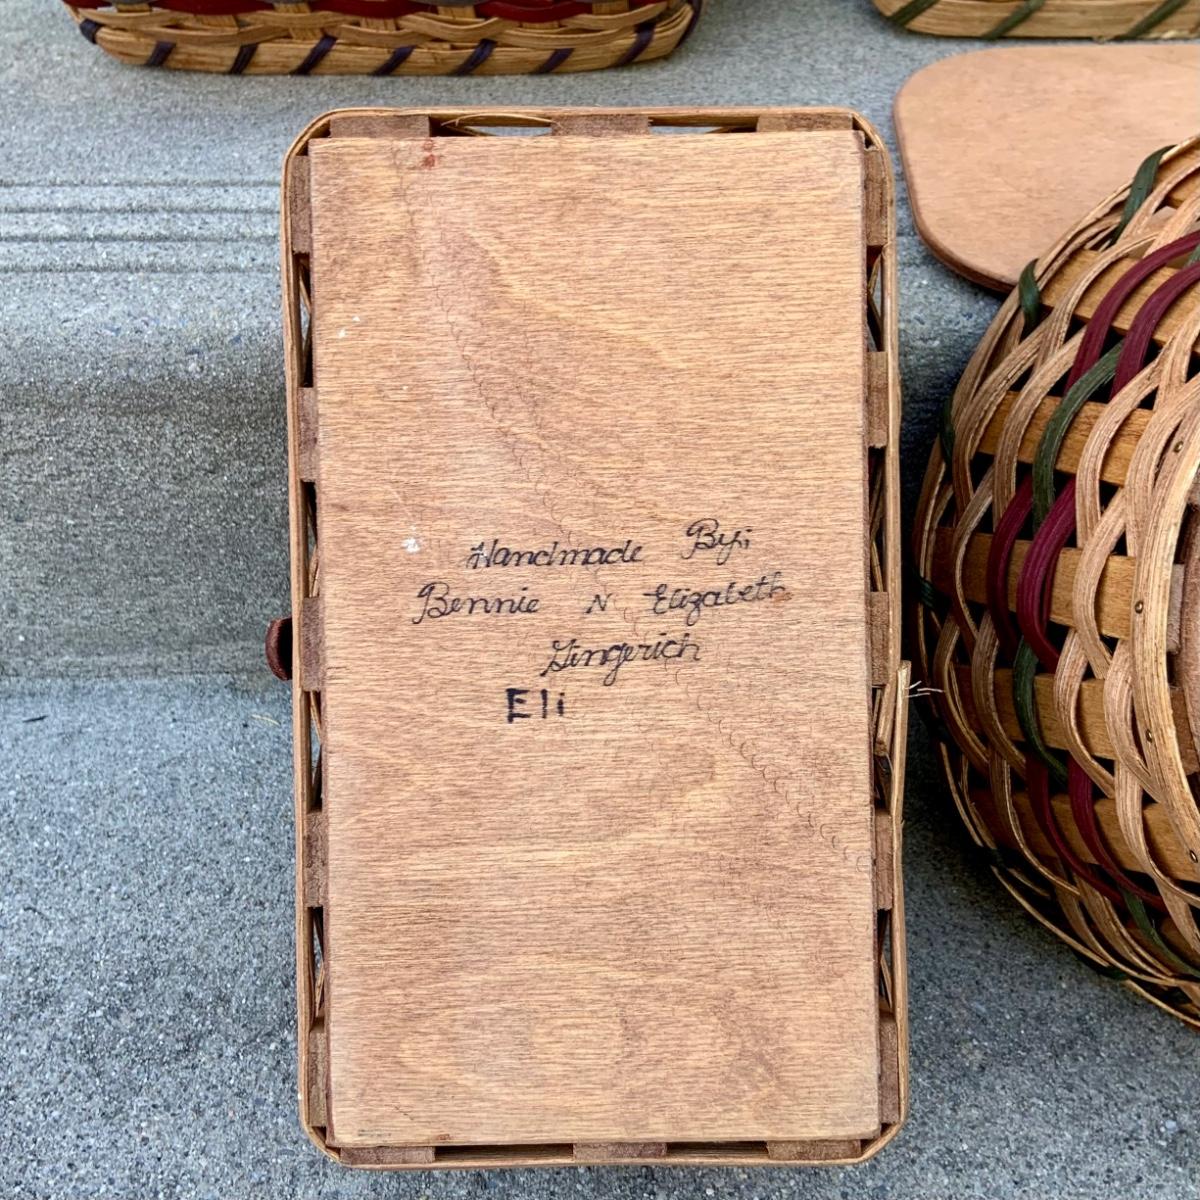 Handmade By;
Bennie N Elizabeth
Gingerich
Eli